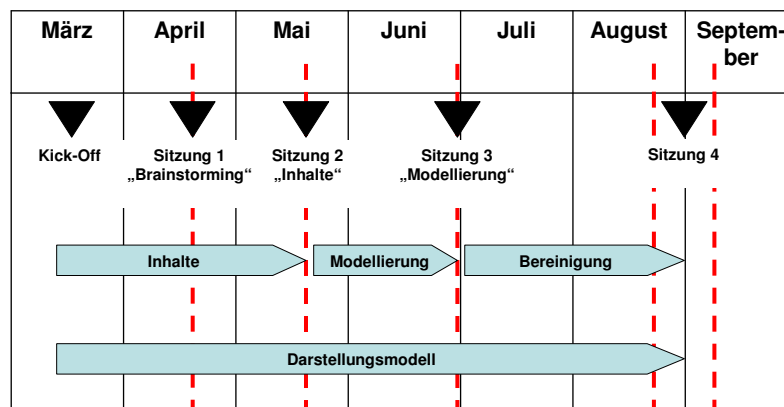 März April Mai Juni Juli August Septem-
ber
Kick-Off Sitzung 1 Sitzung 2 Sitzung 3 Sitzung 4
„Brainstorming“ „Inhalte“ „Modellierung“
Inhalte Modellierung Bereinigung
Darstellungsmodell